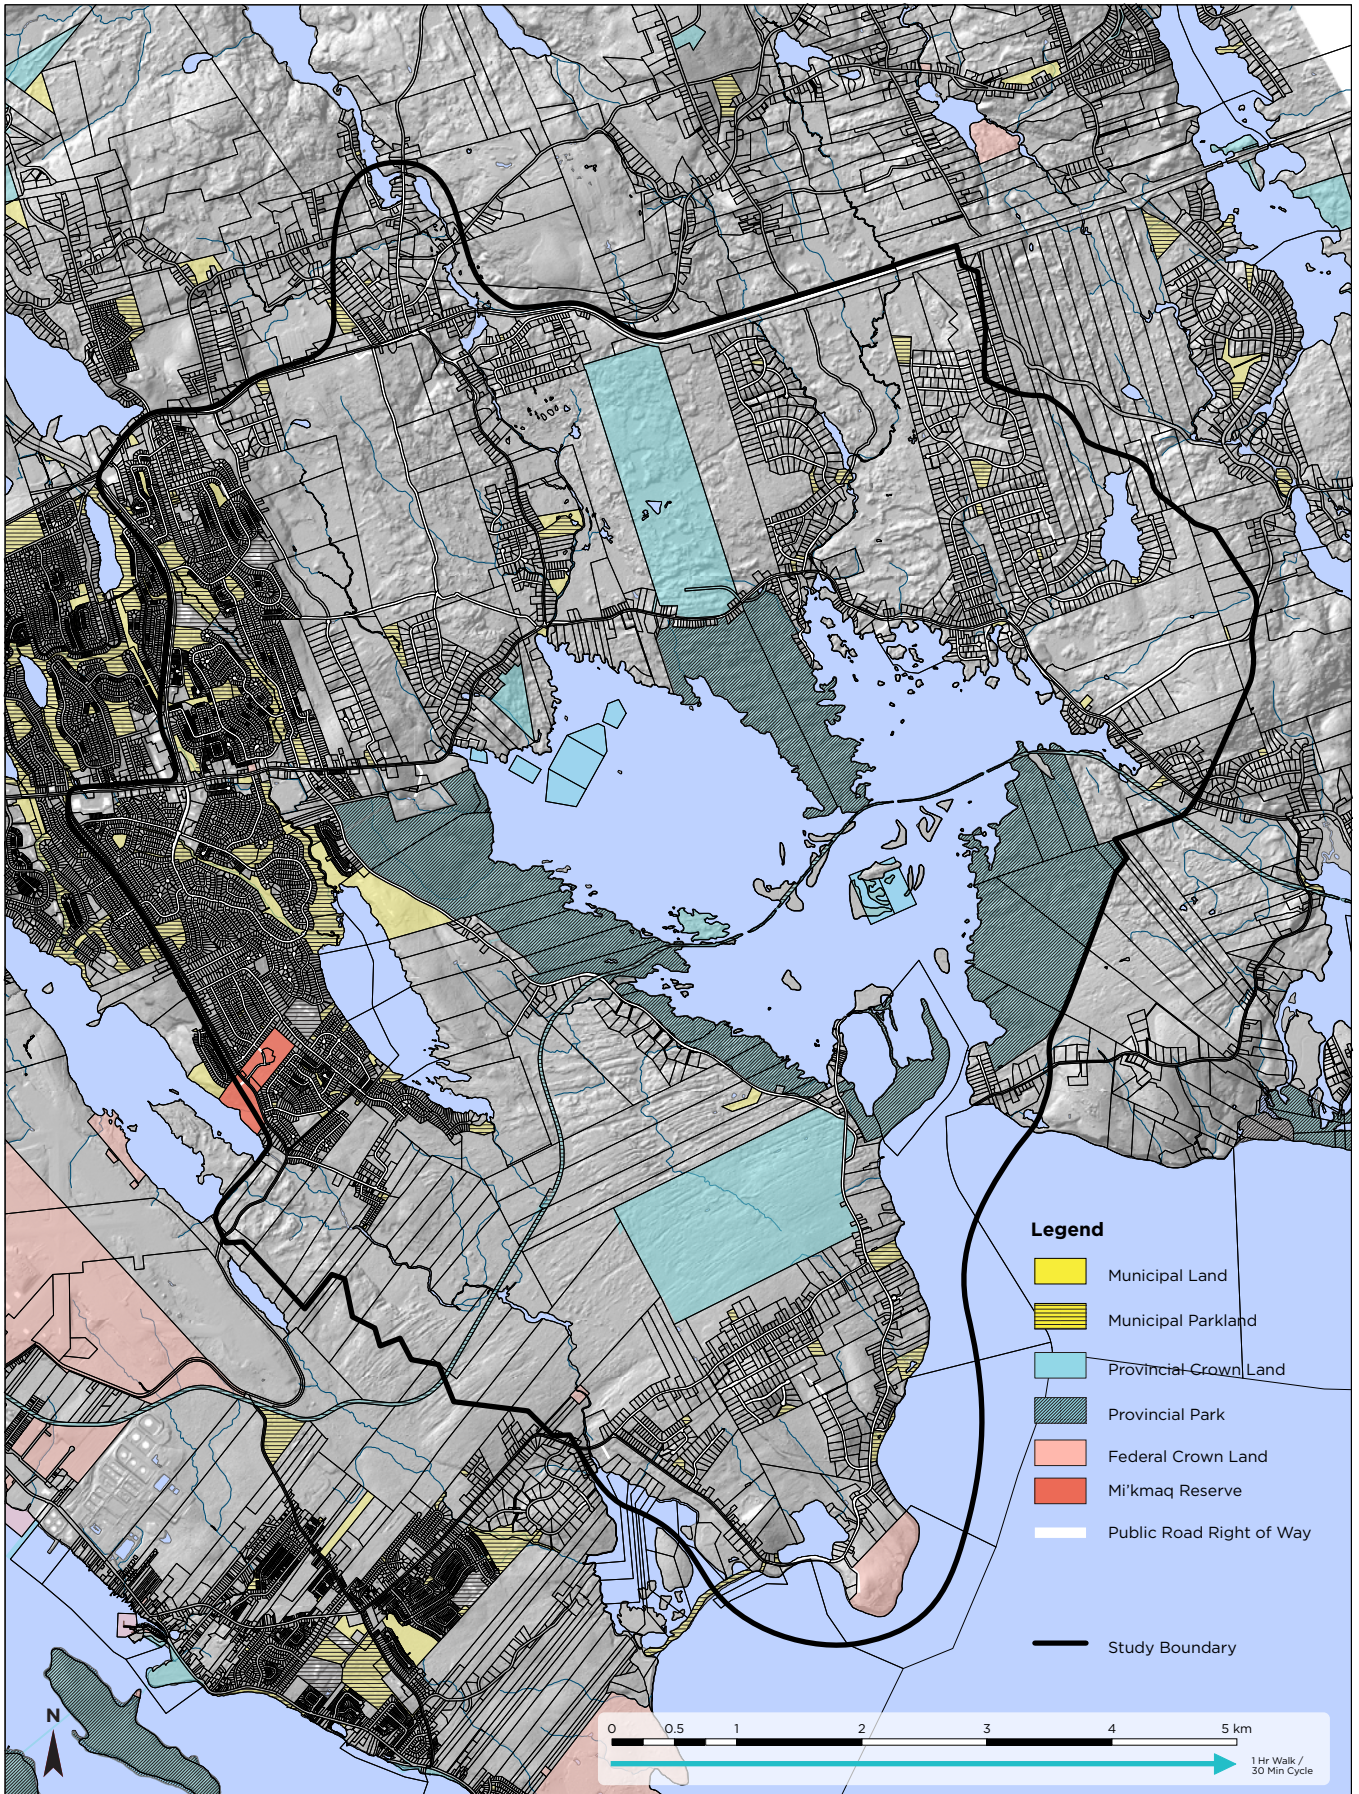 Legend
Municipal Land
Municipal Parkland
Provincial Crown Land
Provincial Park
Federal Crown Land
Mi’kmaq Reserve
Public Road Right of Way
Study Boundary
N
0 0.5 1 2 3 4 5 km
1 Hr Walk /
30 Min Cycle